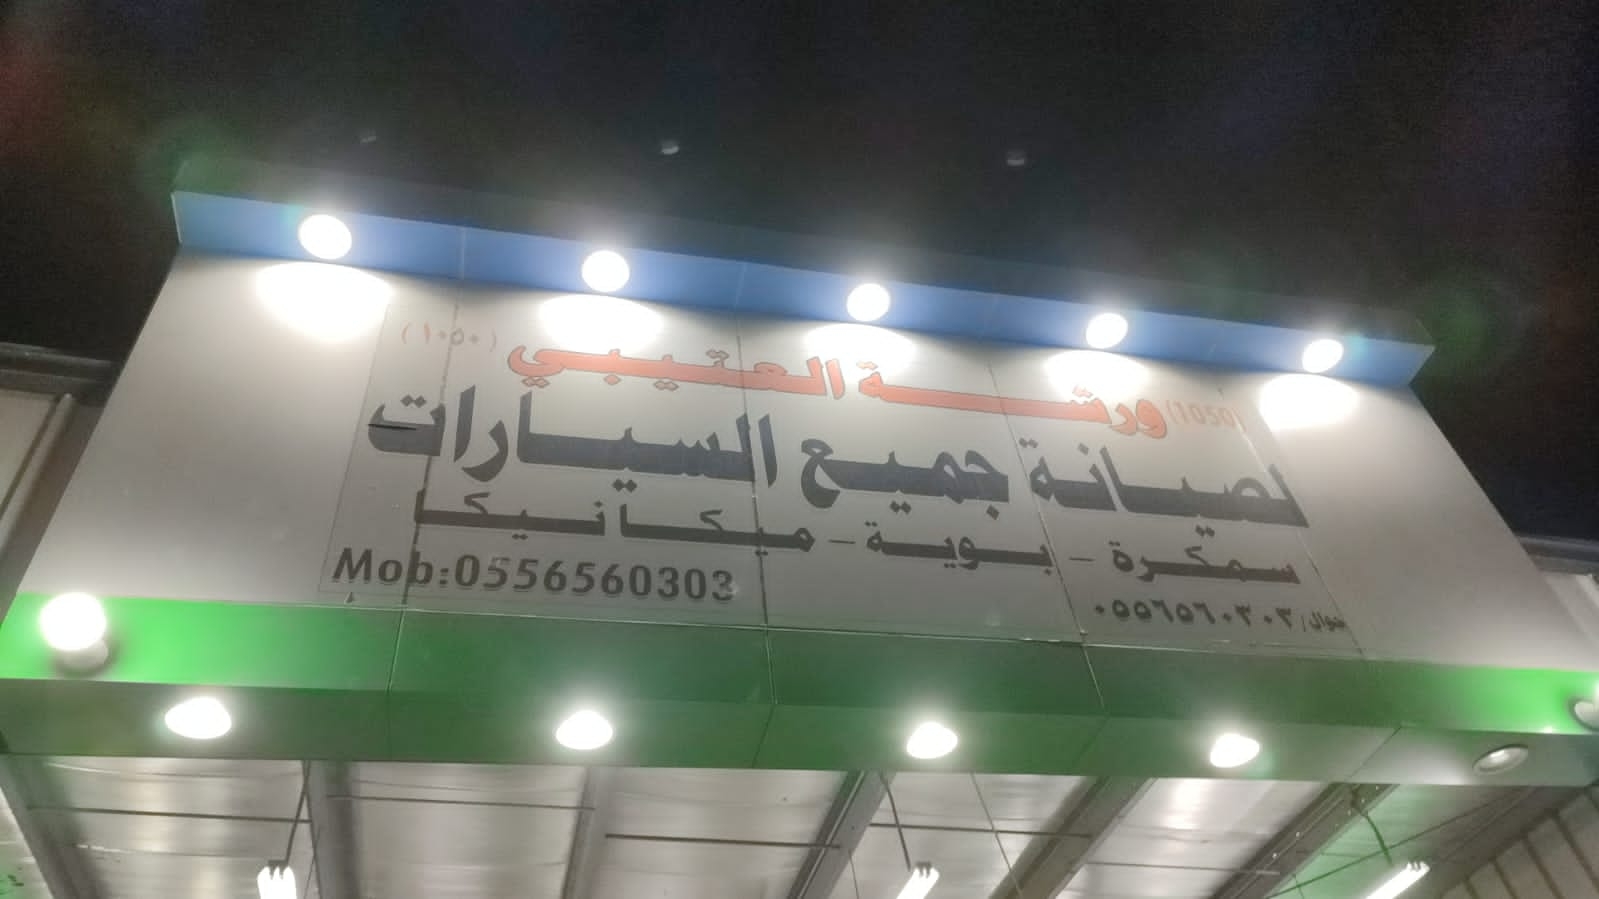 (1050) ورشة العتيبي (١٠٥٠)
لصيانة جميع السيارات
سمكرة - بوية - ميكانيكا
جوال / ٠٥٥٦٥٦٠٣٠٣ Mob:0556560303